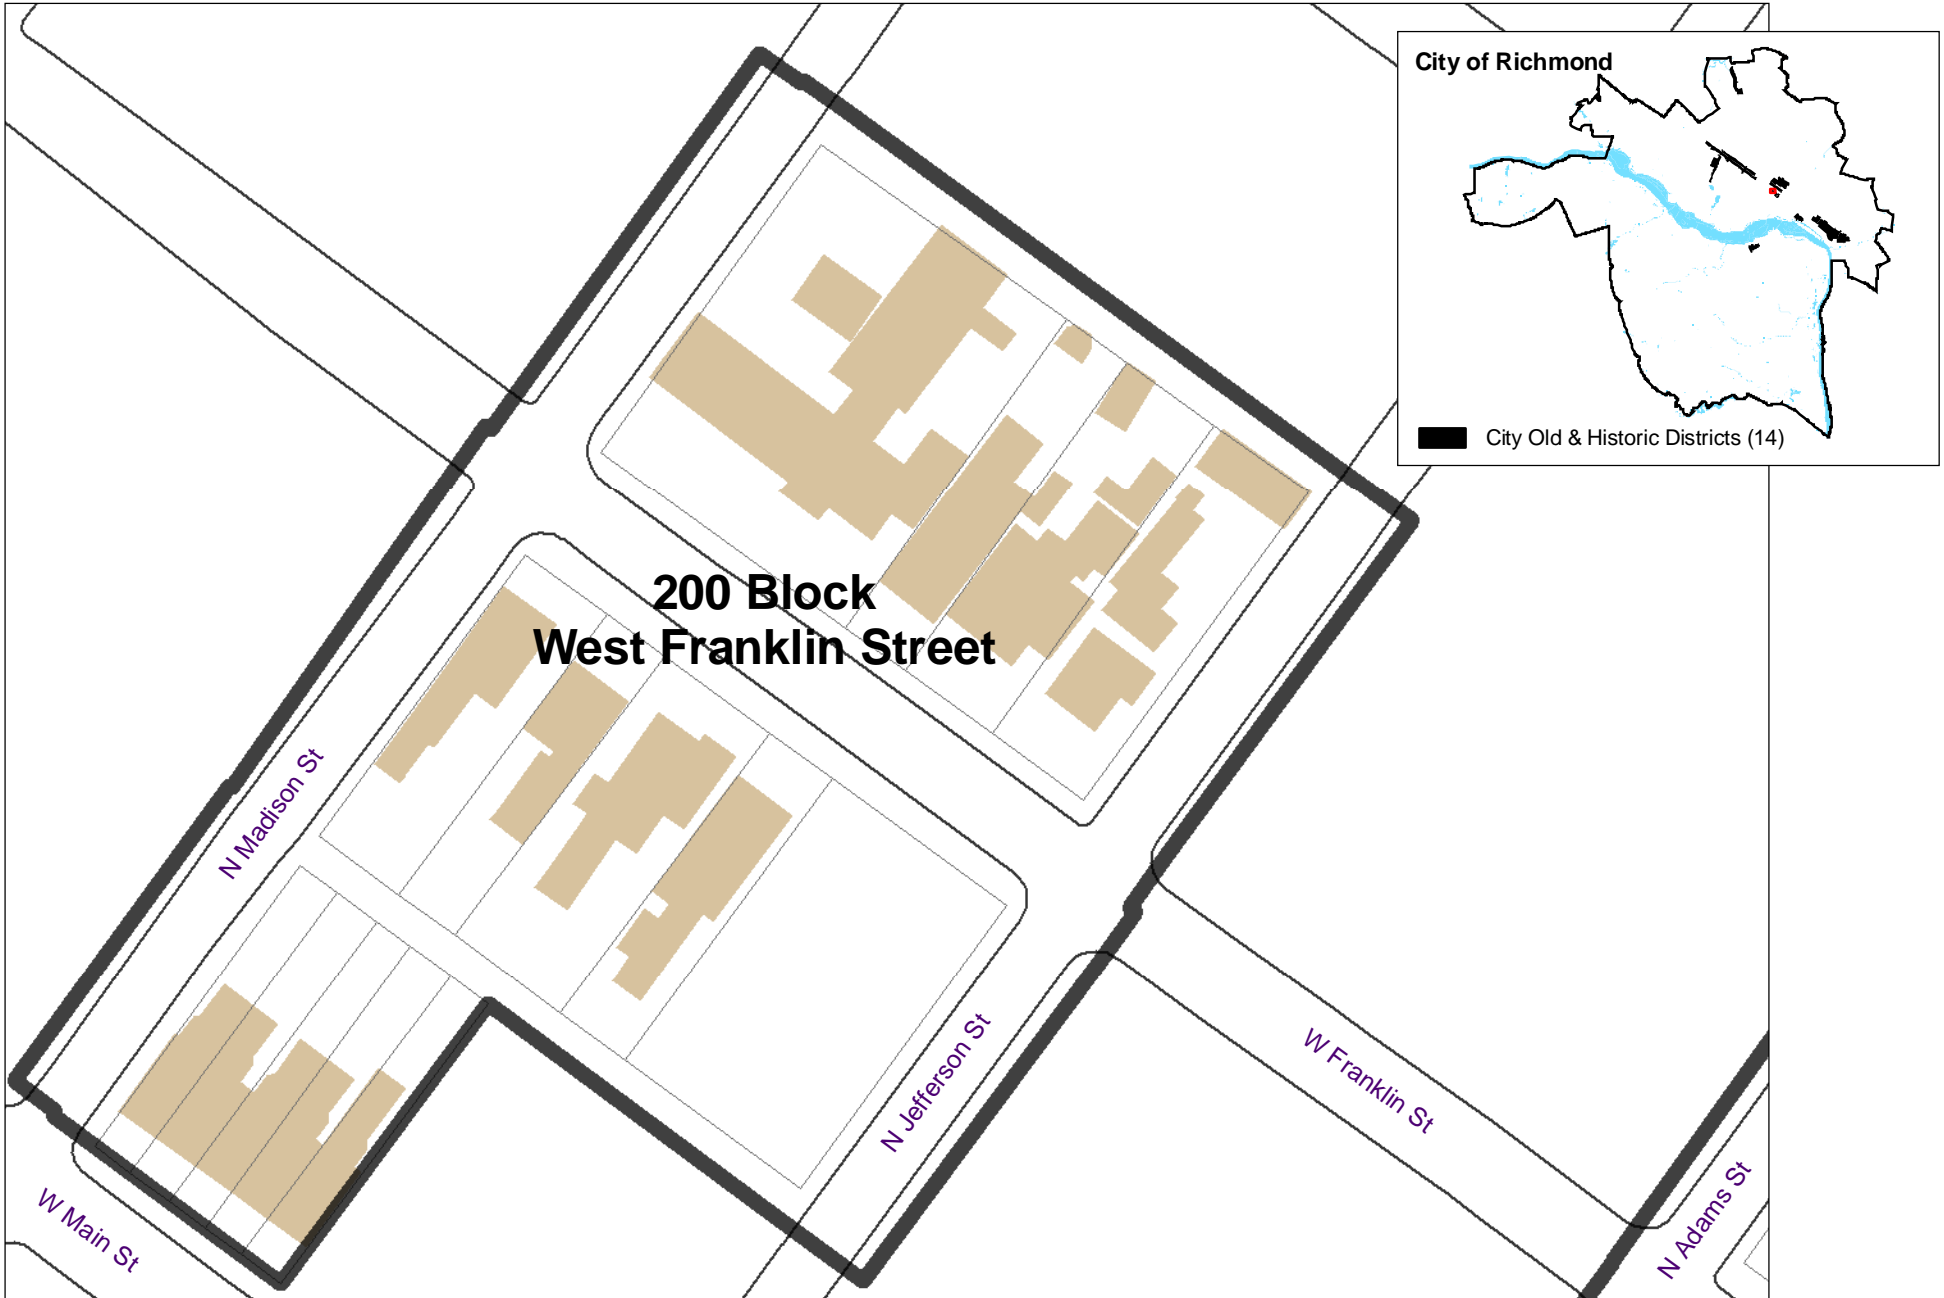 City of Richmond
City Old & Historic Districts (14)
200 Block
West Franklin Street
N Madison St
N Jefferson St
W Franklin St
N Adams St
W Main St